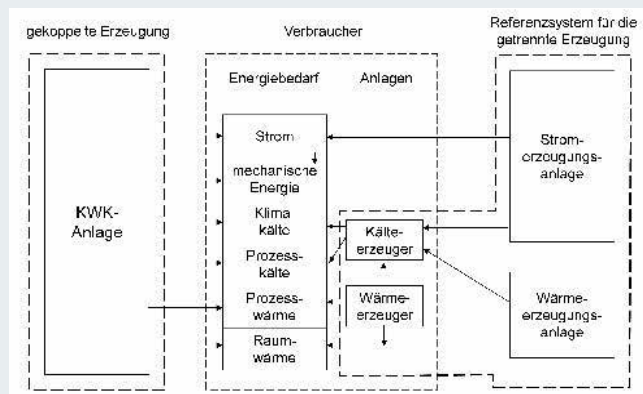 gekoppelte Erzeugung
Verbraucher
Referenzsystem für die
getrennte Erzeugung
Energiebedarf
Anlagen
KWK-
Anlage
Strom
mechanische
Energie
Klima
kälte
Prozess-
kälte
Prozess-
wärme
Raum-
wärme
Kälte-
erzeuger
Wärme-
erzeuger
Strom-
erzeugungs-
anlage
Wärme-
erzeugungs-
anlage